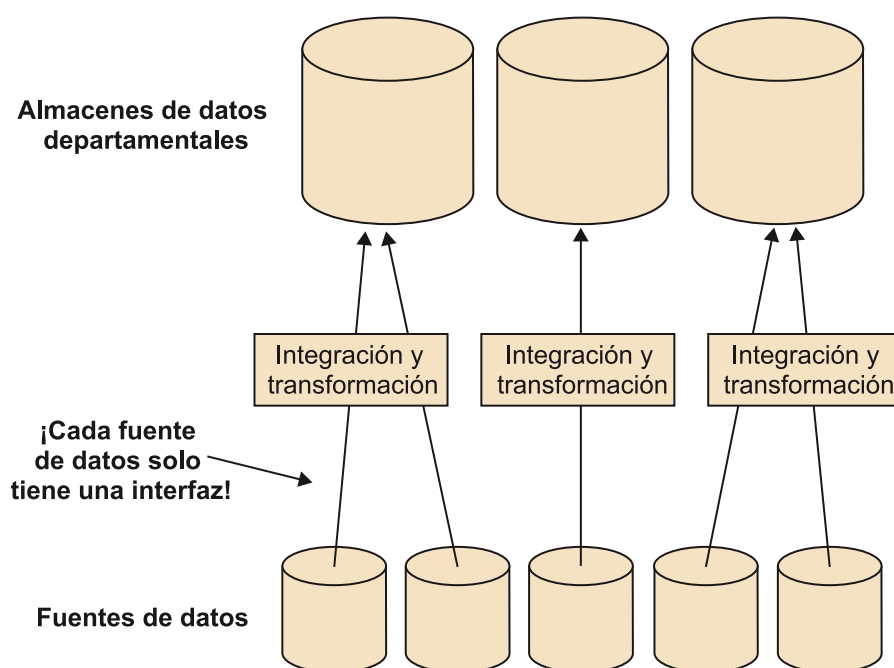 Almacenes de datos
departamentales
Integración y
transformación
Integración y
transformación
Integración y
transformación
¡Cada fuente
de datos solo
tiene una interfaz!
Fuentes de datos